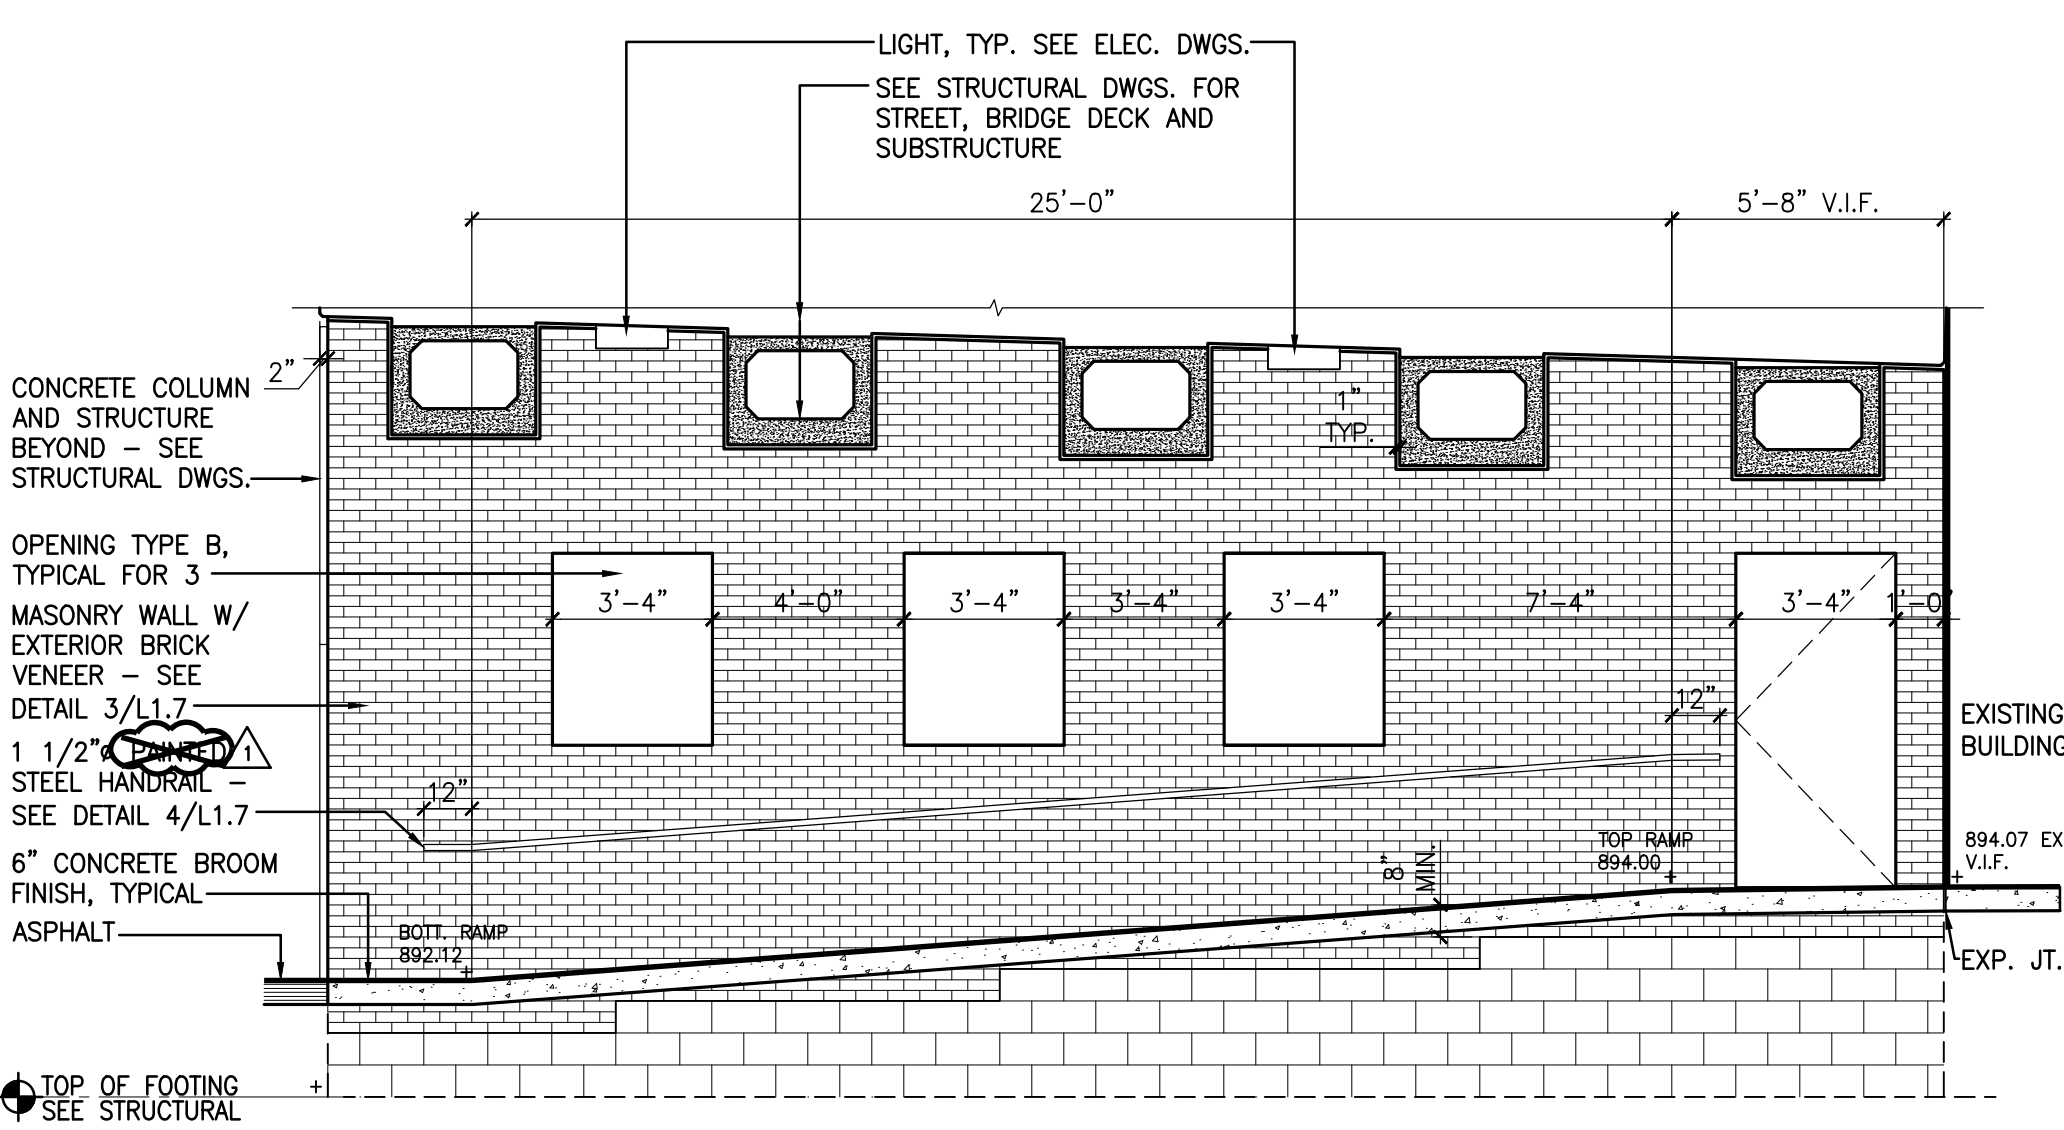 LIGHT, TYP. SEE ELEC. DWGS.
SEE STRUCTURAL DWGS. FOR
STREET, BRIDGE DECK AND
SUBSTRUCTURE
25'-0"
5'-8" V.I.F.
2"
CONCRETE COLUMN
AND STRUCTURE
BEYOND - SEE
STRUCTURAL DWGS.
1"
TYP.
OPENING TYPE B,
TYPICAL FOR 3
3'-4"
4'-0"
3'-4"
3'-4"
3'-4"
7'-4"
3'-4"
1'-0"
MASONRY WALL W/
EXTERIOR BRICK
VENEER - SEE
DETAIL 3/L1.7
1 1/2"ø PAINTED
1
STEEL HANDRAIL -
SEE DETAIL 4/L1.7
12"
12"
EXISTING
BUILDING
6" CONCRETE BROOM
FINISH, TYPICAL
ASPHALT
BOTT. RAMP
892.12
8"
MIN.
TOP RAMP
894.00
894.07 EX
V.I.F.
EXP. JT.
TOP OF FOOTING
SEE STRUCTURAL